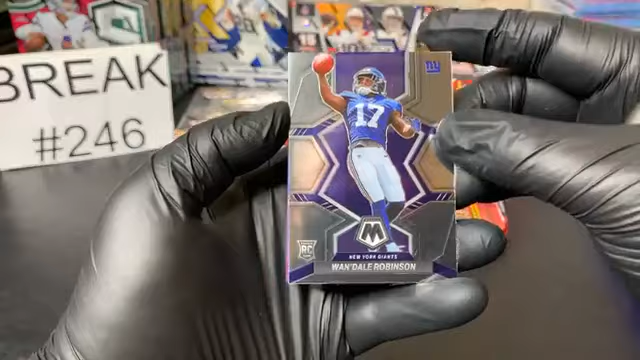 BREAK
#246
ny
17
M
RC
NEW YORK GIANTS
WAN'DALE ROBINSON